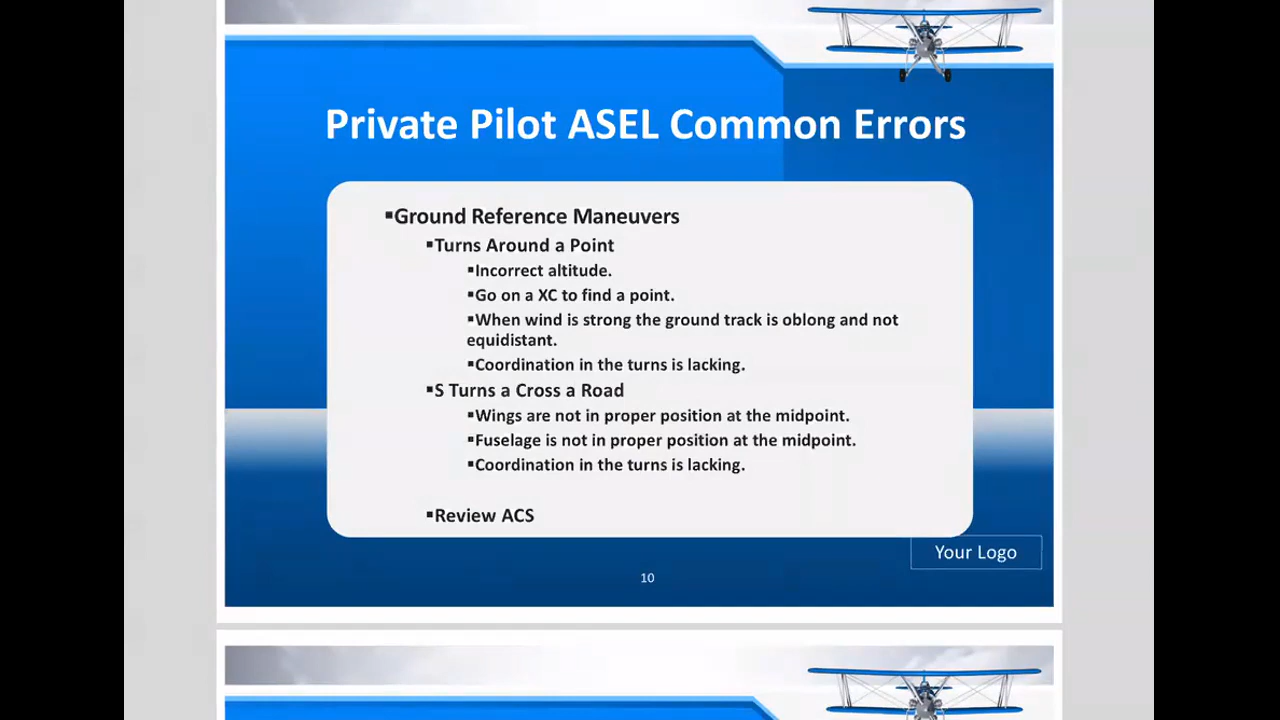 Private Pilot ASEL Common Errors
▪Ground Reference Maneuvers
▪Turns Around a Point
▪Incorrect altitude.
▪Go on a XC to find a point.
▪When wind is strong the ground track is oblong and not
equidistant.
▪Coordination in the turns is lacking.
▪S Turns a Cross a Road
▪Wings are not in proper position at the midpoint.
▪Fuselage is not in proper position at the midpoint.
▪Coordination in the turns is lacking.
▪Review ACS
Your Logo
10